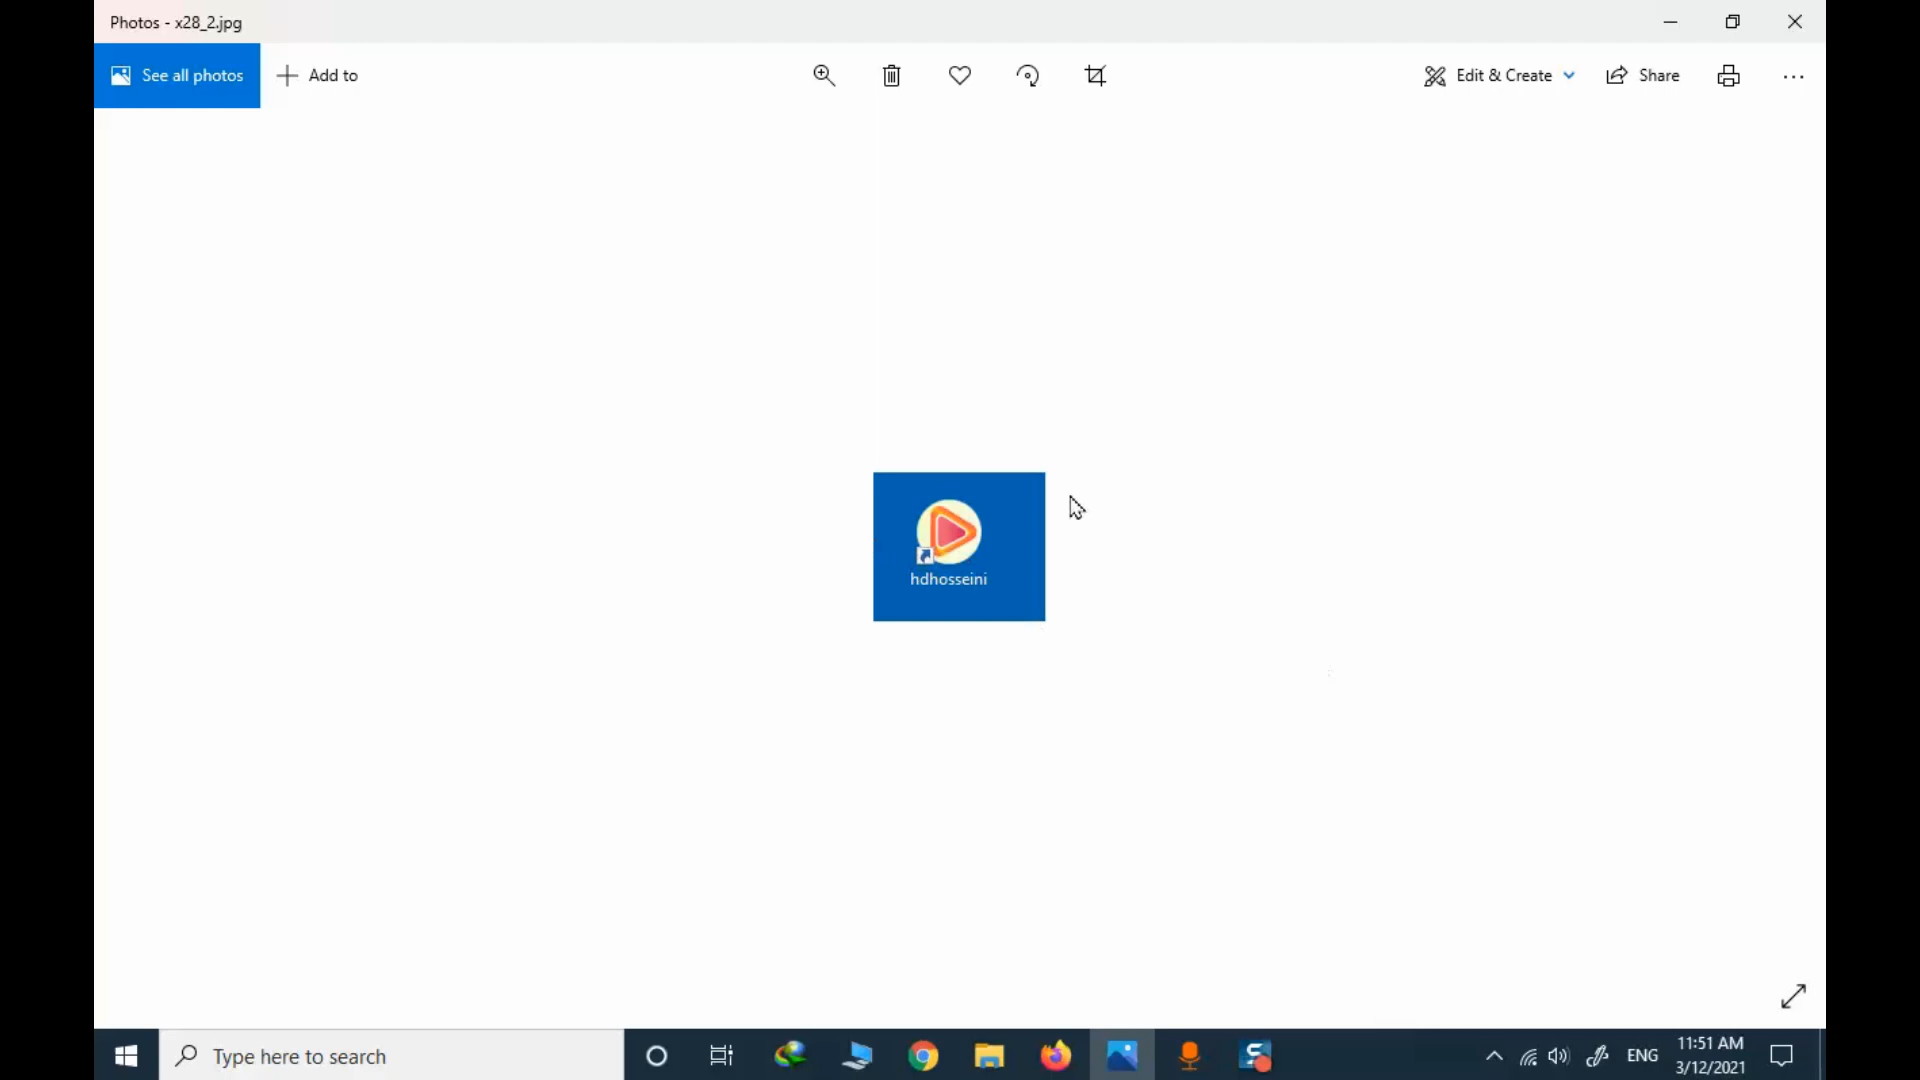 Photos - x28_2.jpg
See all photos
Add to
Edit & Create
Share
hdhosseini
Type here to search
ENG
11:51 AM
3/12/2021